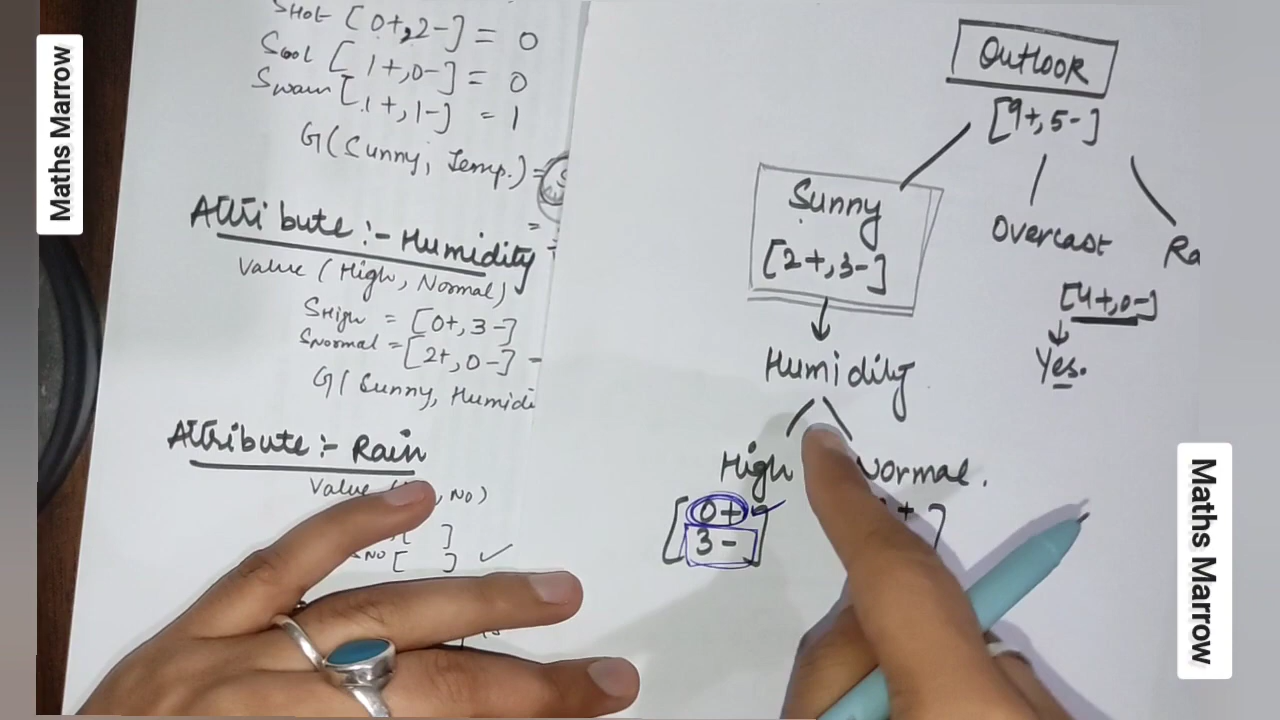 Maths Marrow
SHot [0+, 2-] = 0
SCool [1+, 0-] = 0
SWarm [1+, 1-] = 1
G(Sunny, Temp.) =
Attribute :- Humidity
Value (High, Normal)
SHigh = [0+, 3-]
SNormal = [2+, 0-] -
G(Sunny, Humidi
Attribute :- Rain
Value ( , No)
[ ]
SNo [ ] ✓
Outlook
[9+, 5-]
Sunny
[2+, 3-]
Overcast
[4+, 0-]
Yes.
Ra
Humidity
High Normal.
[0+ ✓
3-]
Maths Marrow